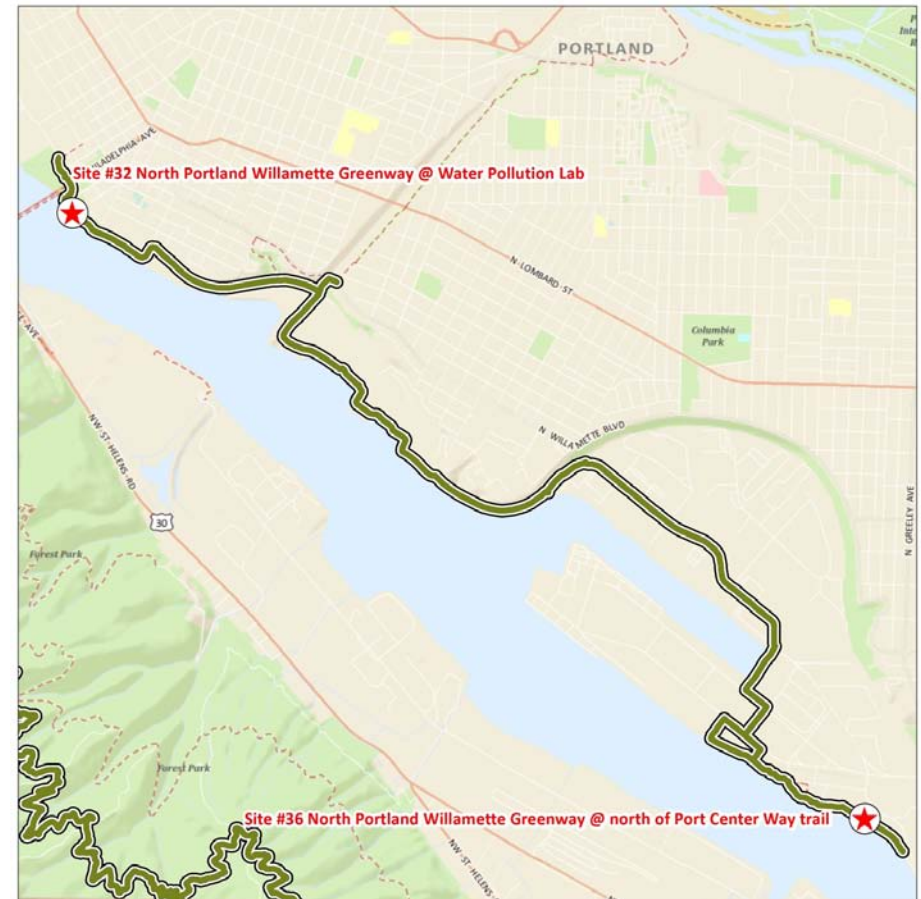 PORTLAND
ILADELPHIA-AVE
Site #32 North Portland Willamette Greenway @ Water Pollution Lab
N-LOMBARD-ST
Columbia
Park
N WILLAMETTE BLVD
NW-ST-HELENS-RD
30
N GREELEY AVE
Forest Park
Forest Park
Site #36 North Portland Willamette Greenway @ north of Port Center Way trail
NW-ST-HELENS-